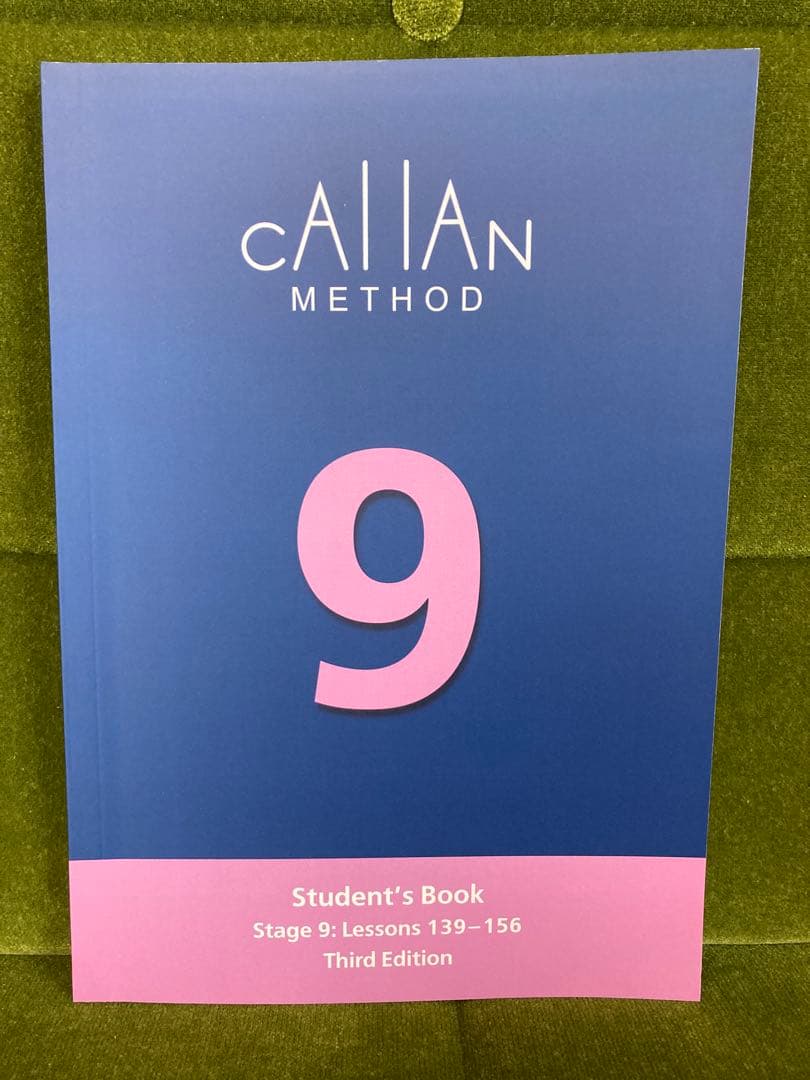 CAllAN
METHOD
9
Student's Book
Stage 9: Lessons 139–156
Third Edition